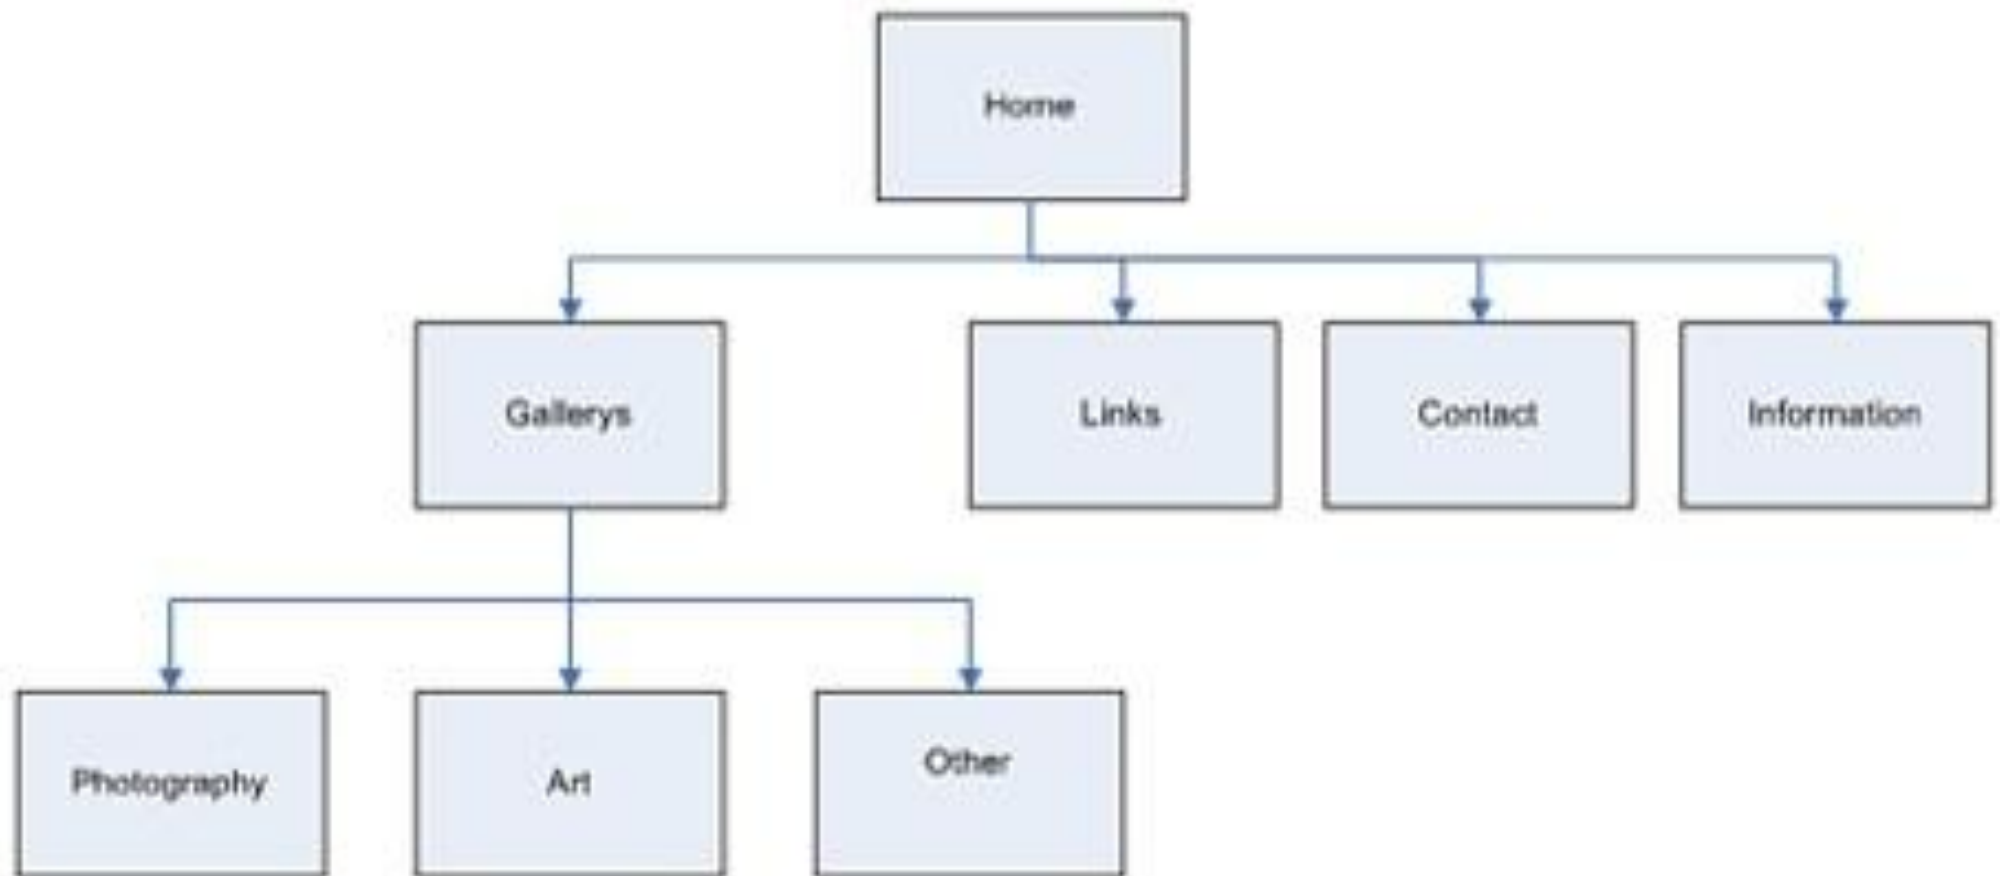 Home
Gallerys
Links
Contact
Information
Photography
Art
Other